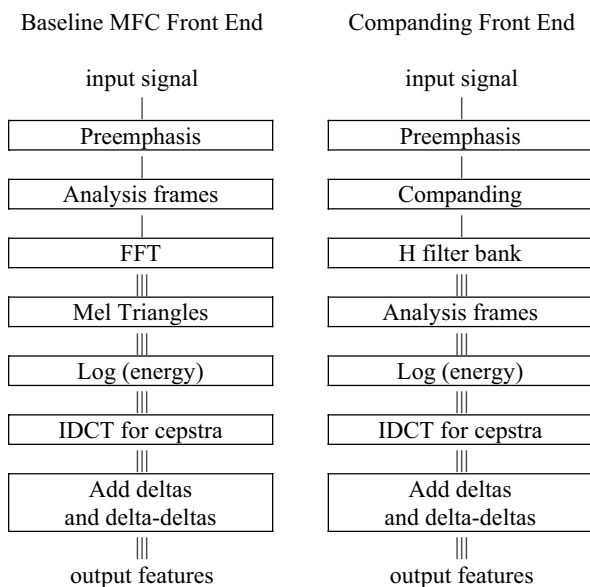 Baseline MFC Front End
input signal
Preemphasis
Analysis frames
FFT
Mel Triangles
Log (energy)
IDCT for cepstra
Add deltas
and delta-deltas
output features
Companding Front End
input signal
Preemphasis
Companding
H filter bank
Analysis frames
Log (energy)
IDCT for cepstra
Add deltas
and delta-deltas
output features